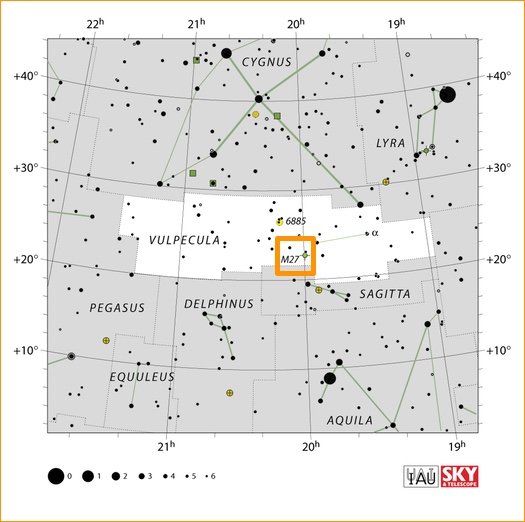 22h 21h 20h 19h
CYGNUS
+40° +40°
LYRA
+30° +30°
6885
α
VULPECULA
+20° M27 +20°
SAGITTA
DELPHINUS
PEGASUS
+10° +10°
EQUULEUS
AQUILA
21h 20h 19h
0 1 2 3 4 5 6
IAU
SKY
& TELESCOPE